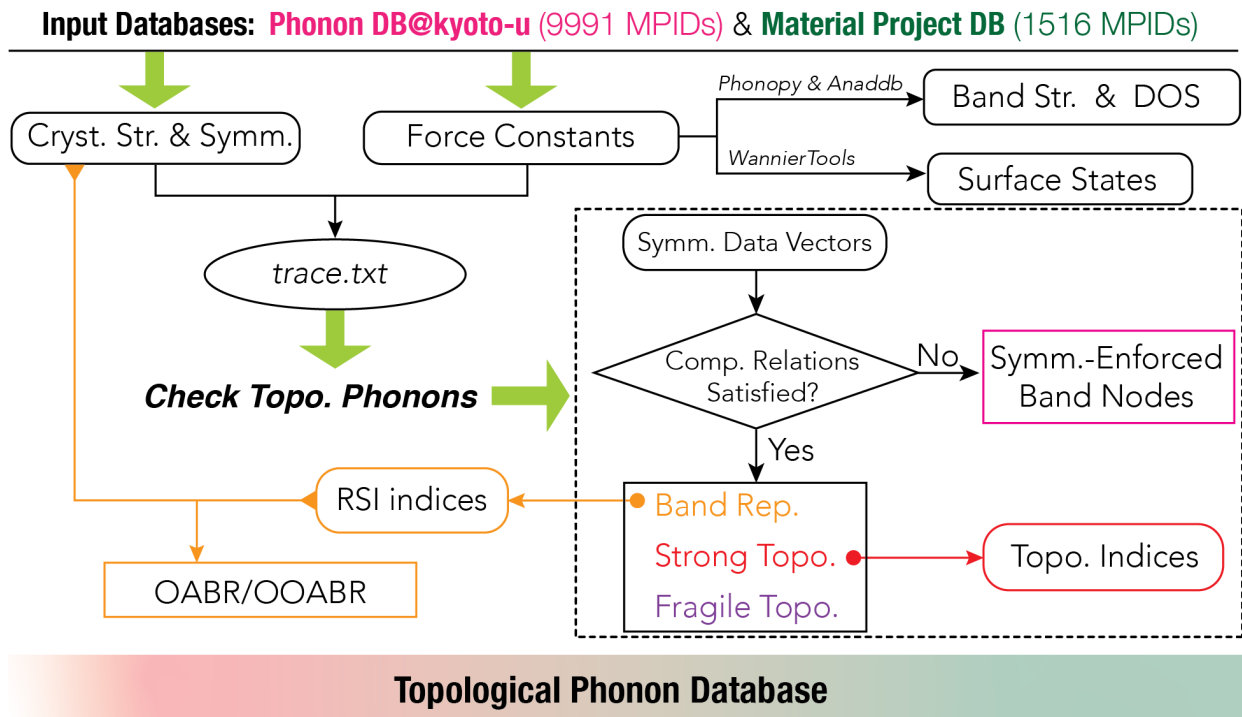 Input Databases: Phonon DB@kyoto-u (9991 MPIDs) & Material Project DB (1516 MPIDs)
Cryst. Str. & Symm.
Force Constants
Phonopy & Anaddb
Band Str. & DOS
WannierTools
Surface States
trace.txt
Symm. Data Vectors
Check Topo. Phonons
Comp. Relations
Satisfied?
No
Symm.-Enforced
Band Nodes
Yes
RSI indices
Band Rep.
Strong Topo.
Topo. Indices
OABR/OOABR
Fragile Topo.
Topological Phonon Database